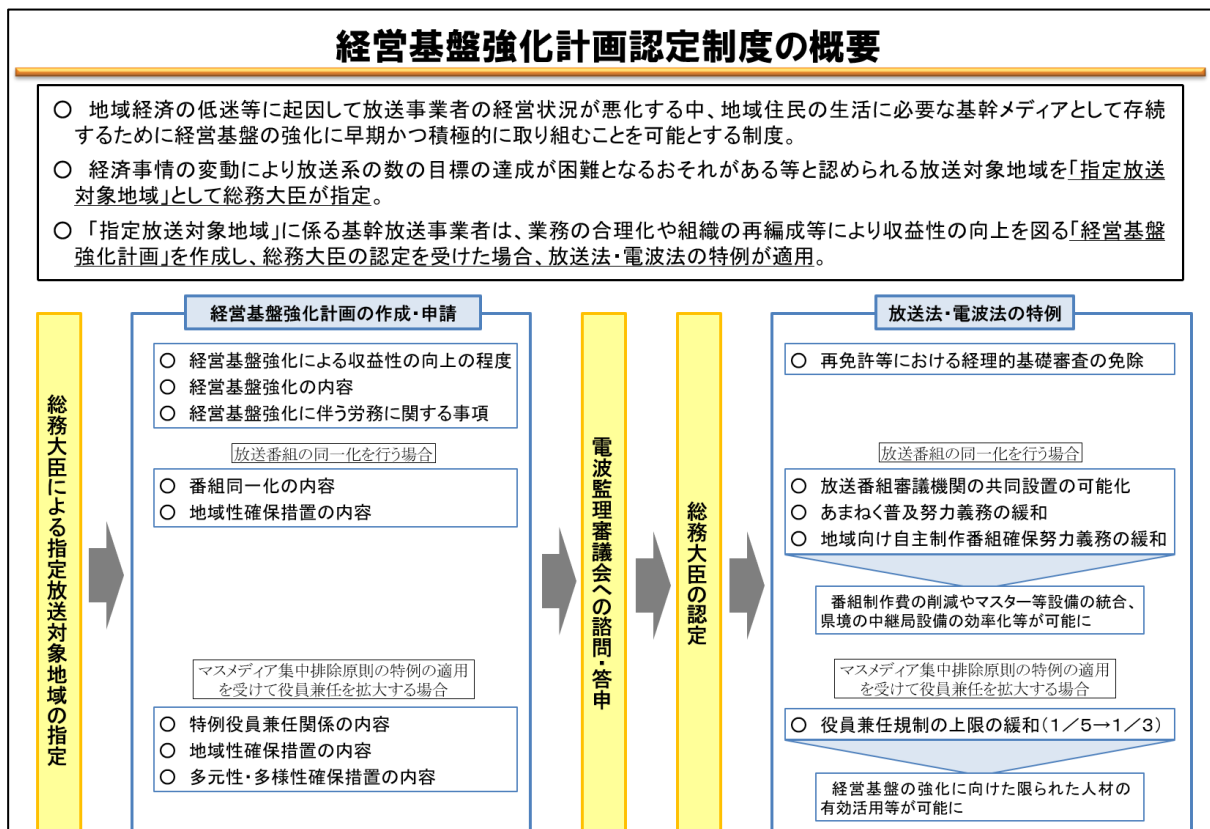 経営基盤強化計画認定制度の概要
○ 地域経済の低迷等に起因して放送事業者の経営状況が悪化する中、地域住民の生活に必要な基幹メディアとして存続
するために経営基盤の強化に早期かつ積極的に取り組むことを可能とする制度。
○ 経済事情の変動により放送系の数の目標の達成が困難となるおそれがある等と認められる放送対象地域を「指定放送
対象地域」として総務大臣が指定。
○ 「指定放送対象地域」に係る基幹放送事業者は、業務の合理化や組織の再編成等により収益性の向上を図る「経営基盤
強化計画」を作成し、総務大臣の認定を受けた場合、放送法・電波法の特例が適用。
総務大臣による指定放送対象地域の指定
経営基盤強化計画の作成・申請
○ 経営基盤強化による収益性の向上の程度
○ 経営基盤強化の内容
○ 経営基盤強化に伴う労務に関する事項
放送番組の同一化を行う場合
○ 番組同一化の内容
○ 地域性確保措置の内容
マスメディア集中排除原則の特例の適用
を受けて役員兼任を拡大する場合
○ 特例役員兼任関係の内容
○ 地域性確保措置の内容
○ 多元性・多様性確保措置の内容
電波監理審議会への諮問・答申
総務大臣の認定
放送法・電波法の特例
○ 再免許等における経理的基礎審査の免除
放送番組の同一化を行う場合
○ 放送番組審議機関の共同設置の可能化
○ あまねく普及努力義務の緩和
○ 地域向け自主制作番組確保努力義務の緩和
番組制作費の削減やマスター等設備の統合、
県境の中継局設備の効率化等が可能に
マスメディア集中排除原則の特例の適用
を受けて役員兼任を拡大する場合
○ 役員兼任規制の上限の緩和(1/5→1/3)
経営基盤の強化に向けた限られた人材の
有効活用等が可能に